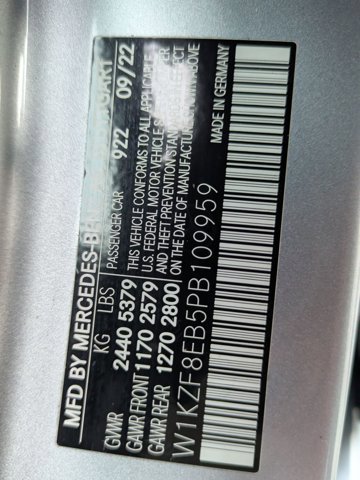 MFD BY MERCEDES-BENZ STUTTGART
KG LBS PASSENGER CAR 922 09/22
GVWR 2440 5379 THIS VEHICLE CONFORMS TO ALL APPLICABLE
GAWR FRONT 1170 2579 U.S. FEDERAL MOTOR VEHICLE SAFETY
GAWR REAR 1270 2800 THEFT PREVENTION STANDARDS
ON THE DATE OF MANUFACTURE SHOWN ABOVE
W1KZF8EB5PB109959 MADE IN GERMANY